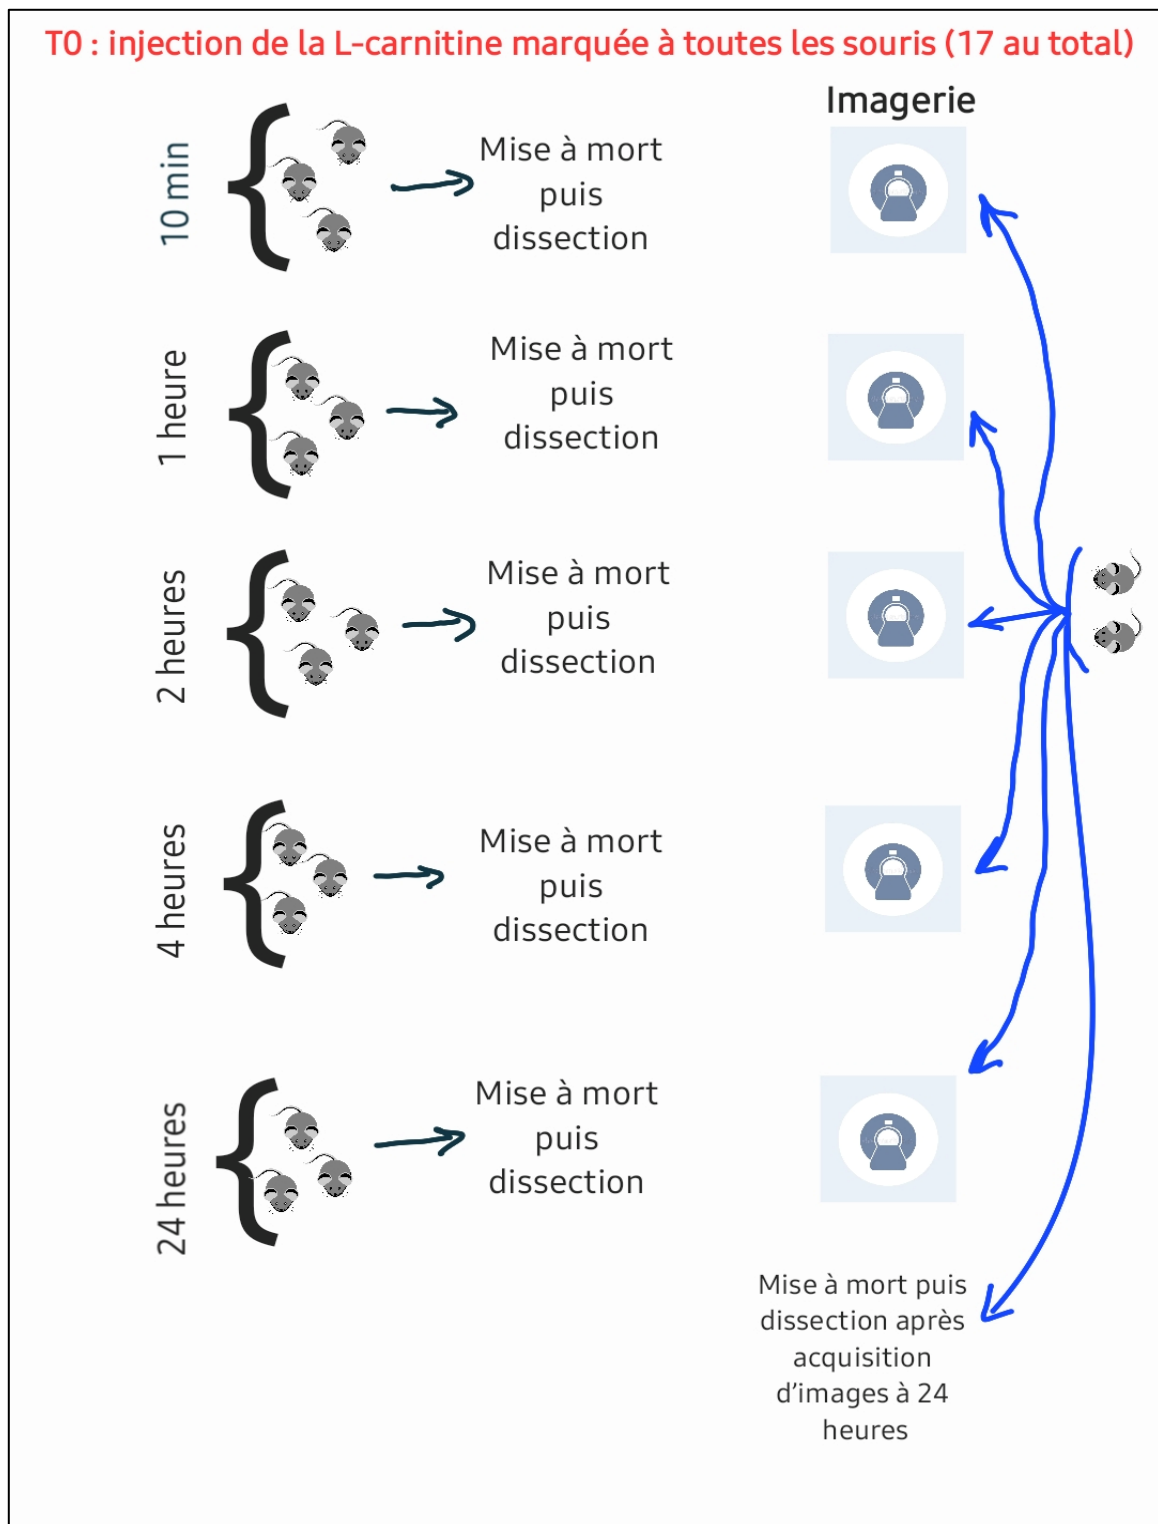 T0 : injection de la L-carnitine marquée à toutes les souris (17 au total)
Imagerie
10 min
Mise à mort
puis
dissection
1 heure
Mise à mort
puis
dissection
2 heures
Mise à mort
puis
dissection
4 heures
Mise à mort
puis
dissection
24 heures
Mise à mort
puis
dissection
Mise à mort puis
dissection après
acquisition
d'images à 24
heures